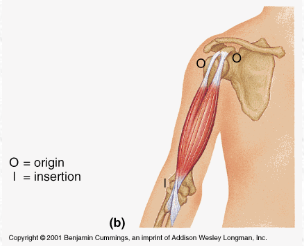 O O
O = origin
I
I = insertion
(b)
Copyright © 2001 Benjamin Cummings, an imprint of Addison Wesley Longman, Inc.